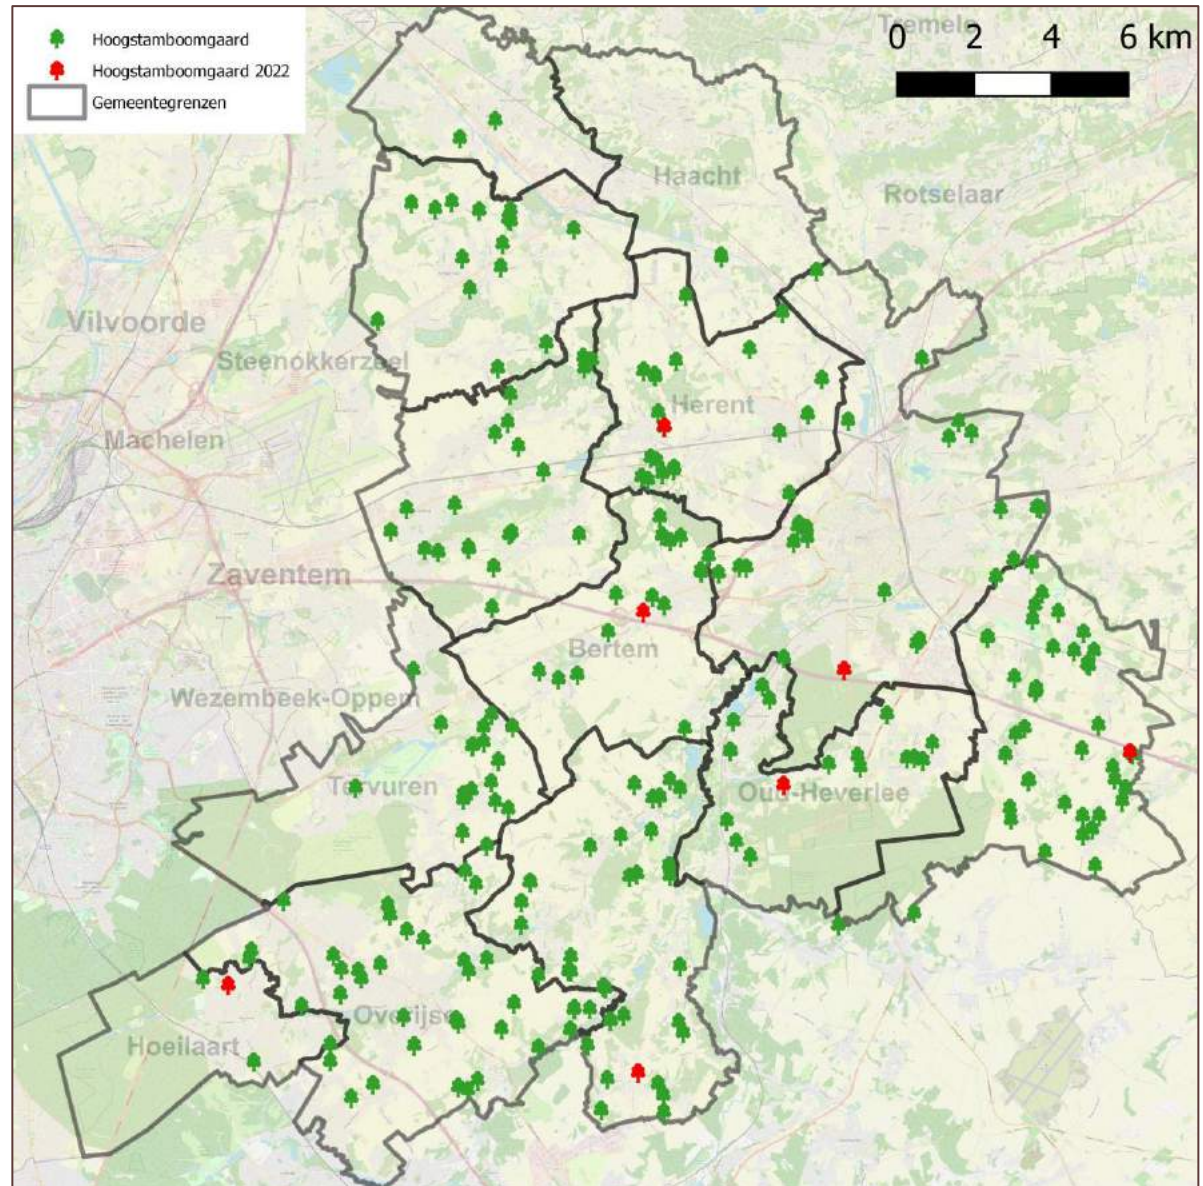 Hoogstamboomgaard
Hoogstamboomgaard 2022
Gemeentegrenzen
0 2 4 6 km
Tremelo
Haacht
Rotselaar
Vilvoorde
Steenokkerzeel
Herent
Machelen
Zaventem
Bertem
Wezembeek-Oppem
Tervuren
Oud-Heverlee
Overijse
Hoeilaart